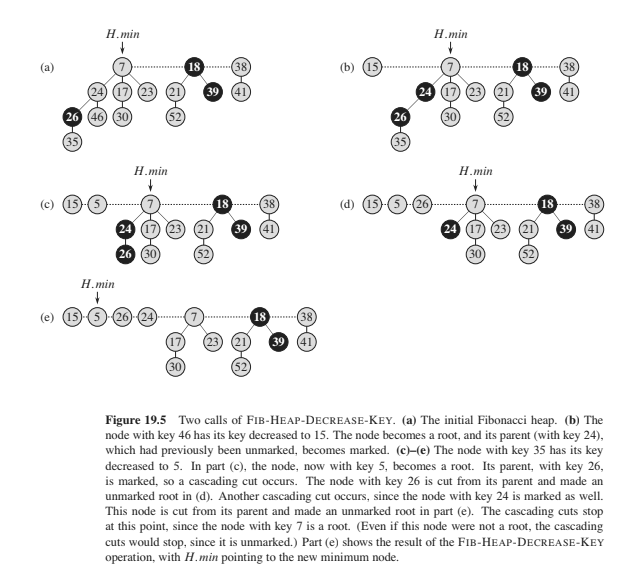 H.min H.min
(a) 7 18 38 (b) 15 7 18 38
24 17 23 21 39 41 24 17 23 21 39 41
26 46 30 52 26 30 52
35 35
H.min H.min
(c) 15 5 7 18 38 (d) 15 5 26 7 18 38
24 17 23 21 39 41 24 17 23 21 39 41
26 30 52 30 52
H.min
(e) 15 5 26 24 7 18 38
17 23 21 39 41
30 52
Figure 19.5 Two calls of FIB-HEAP-DECREASE-KEY. (a) The initial Fibonacci heap. (b) The
node with key 46 has its key decreased to 15. The node becomes a root, and its parent (with key 24),
which had previously been unmarked, becomes marked. (c)–(e) The node with key 35 has its key
decreased to 5. In part (c), the node, now with key 5, becomes a root. Its parent, with key 26,
is marked, so a cascading cut occurs. The node with key 26 is cut from its parent and made an
unmarked root in (d). Another cascading cut occurs, since the node with key 24 is marked as well.
This node is cut from its parent and made an unmarked root in part (e). The cascading cuts stop
at this point, since the node with key 7 is a root. (Even if this node were not a root, the cascading
cuts would stop, since it is unmarked.) Part (e) shows the result of the FIB-HEAP-DECREASE-KEY
operation, with H.min pointing to the new minimum node.